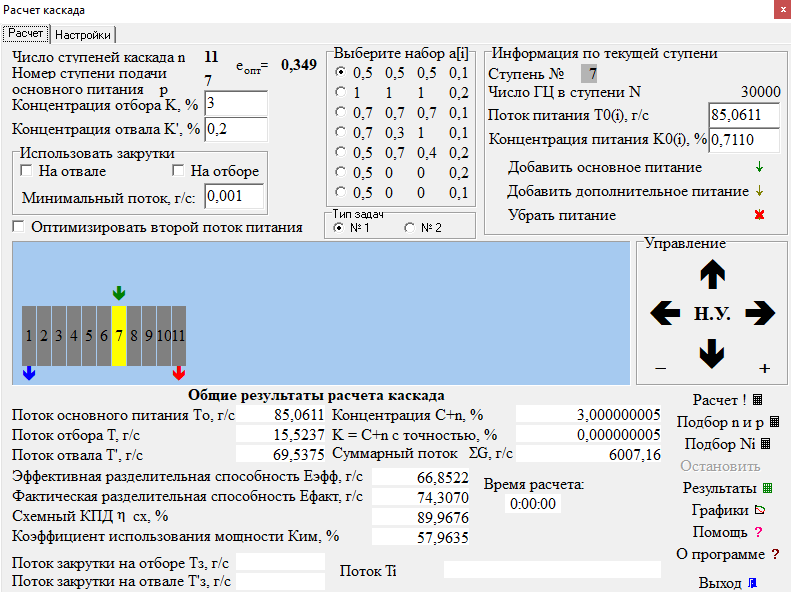 Расчет каскада
x
Расчет Настройки
Число ступеней каскада n 11 eопт= 0,349
Номер ступени подачи
основного питания p 7
Концентрация отбора K, % 3
Концентрация отвала K', % 0,2
Использовать закрутки
На отвале На отборе
Минимальный поток, г/с: 0,001
Оптимизировать второй поток питания
Выберите набор a[i]
0,5 0,5 0,5 0,1
1 1 1 0,2
0,7 0,7 0,7 0,1
0,7 0,3 1 0,1
0,5 0,7 0,4 0,2
0,5 0 0 0,2
0,5 0 0 0,1
Тип задач
№ 1 № 2
Информация по текущей ступени
Ступень № 7
Число ГЦ в ступени N 30000
Поток питания T0(i), г/с 85,0611
Концентрация питания K0(i), % 0,7110
Добавить основное питание
Добавить дополнительное питание
Убрать питание
1 2 3 4 5 6 7 8 9 10 11
Управление
Н.У.
− +
Общие результаты расчета каскада
Поток основного питания To, г/с 85,0611 Концентрация C+n, % 3,000000005
Поток отбора T, г/с 15,5237 K = C+n с точностью, % 0,000000005
Поток отвала T', г/с 69,5375 Суммарный поток ΣG, г/с 6007,16
Эффективная разделительная способность Eэфф, г/с 66,8522
Фактическая разделительная способность Eфакт, г/с 74,3070
Схемный КПД η сх, % 89,9676
Коэффициент использования мощности Kим, % 57,9635
Время расчета:
0:00:00
Поток закрутки на отборе Tз, г/с
Поток закрутки на отвале T'з, г/с
Поток Ti
Расчет !
Подбор n и p
Подбор Ni
Остановить
Результаты
Графики
Помощь ?
О программе ?
Выход